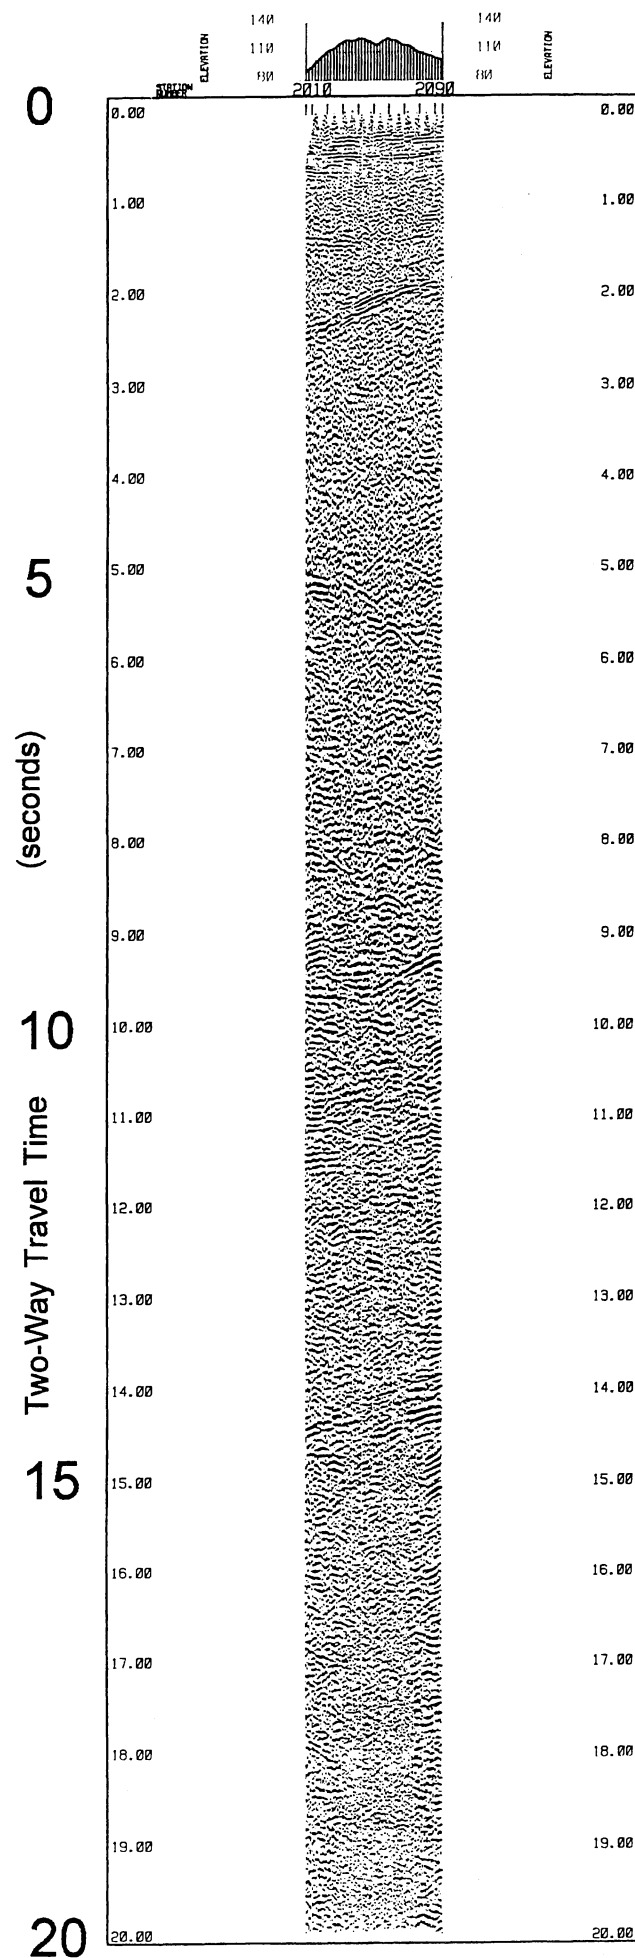 140 140
ELEVATION 110 110 ELEVATION
80 80
STATION
NUMBER 2010 2090
0 0.00 0.00
1.00 1.00
2.00 2.00
3.00 3.00
4.00 4.00
5 5.00 5.00
6.00 6.00
7.00 7.00
(seconds)
8.00 8.00
9.00 9.00
10 10.00 10.00
11.00 11.00
Two-Way Travel Time
12.00 12.00
13.00 13.00
14.00 14.00
15 15.00 15.00
16.00 16.00
17.00 17.00
18.00 18.00
19.00 19.00
20 20.00 20.00